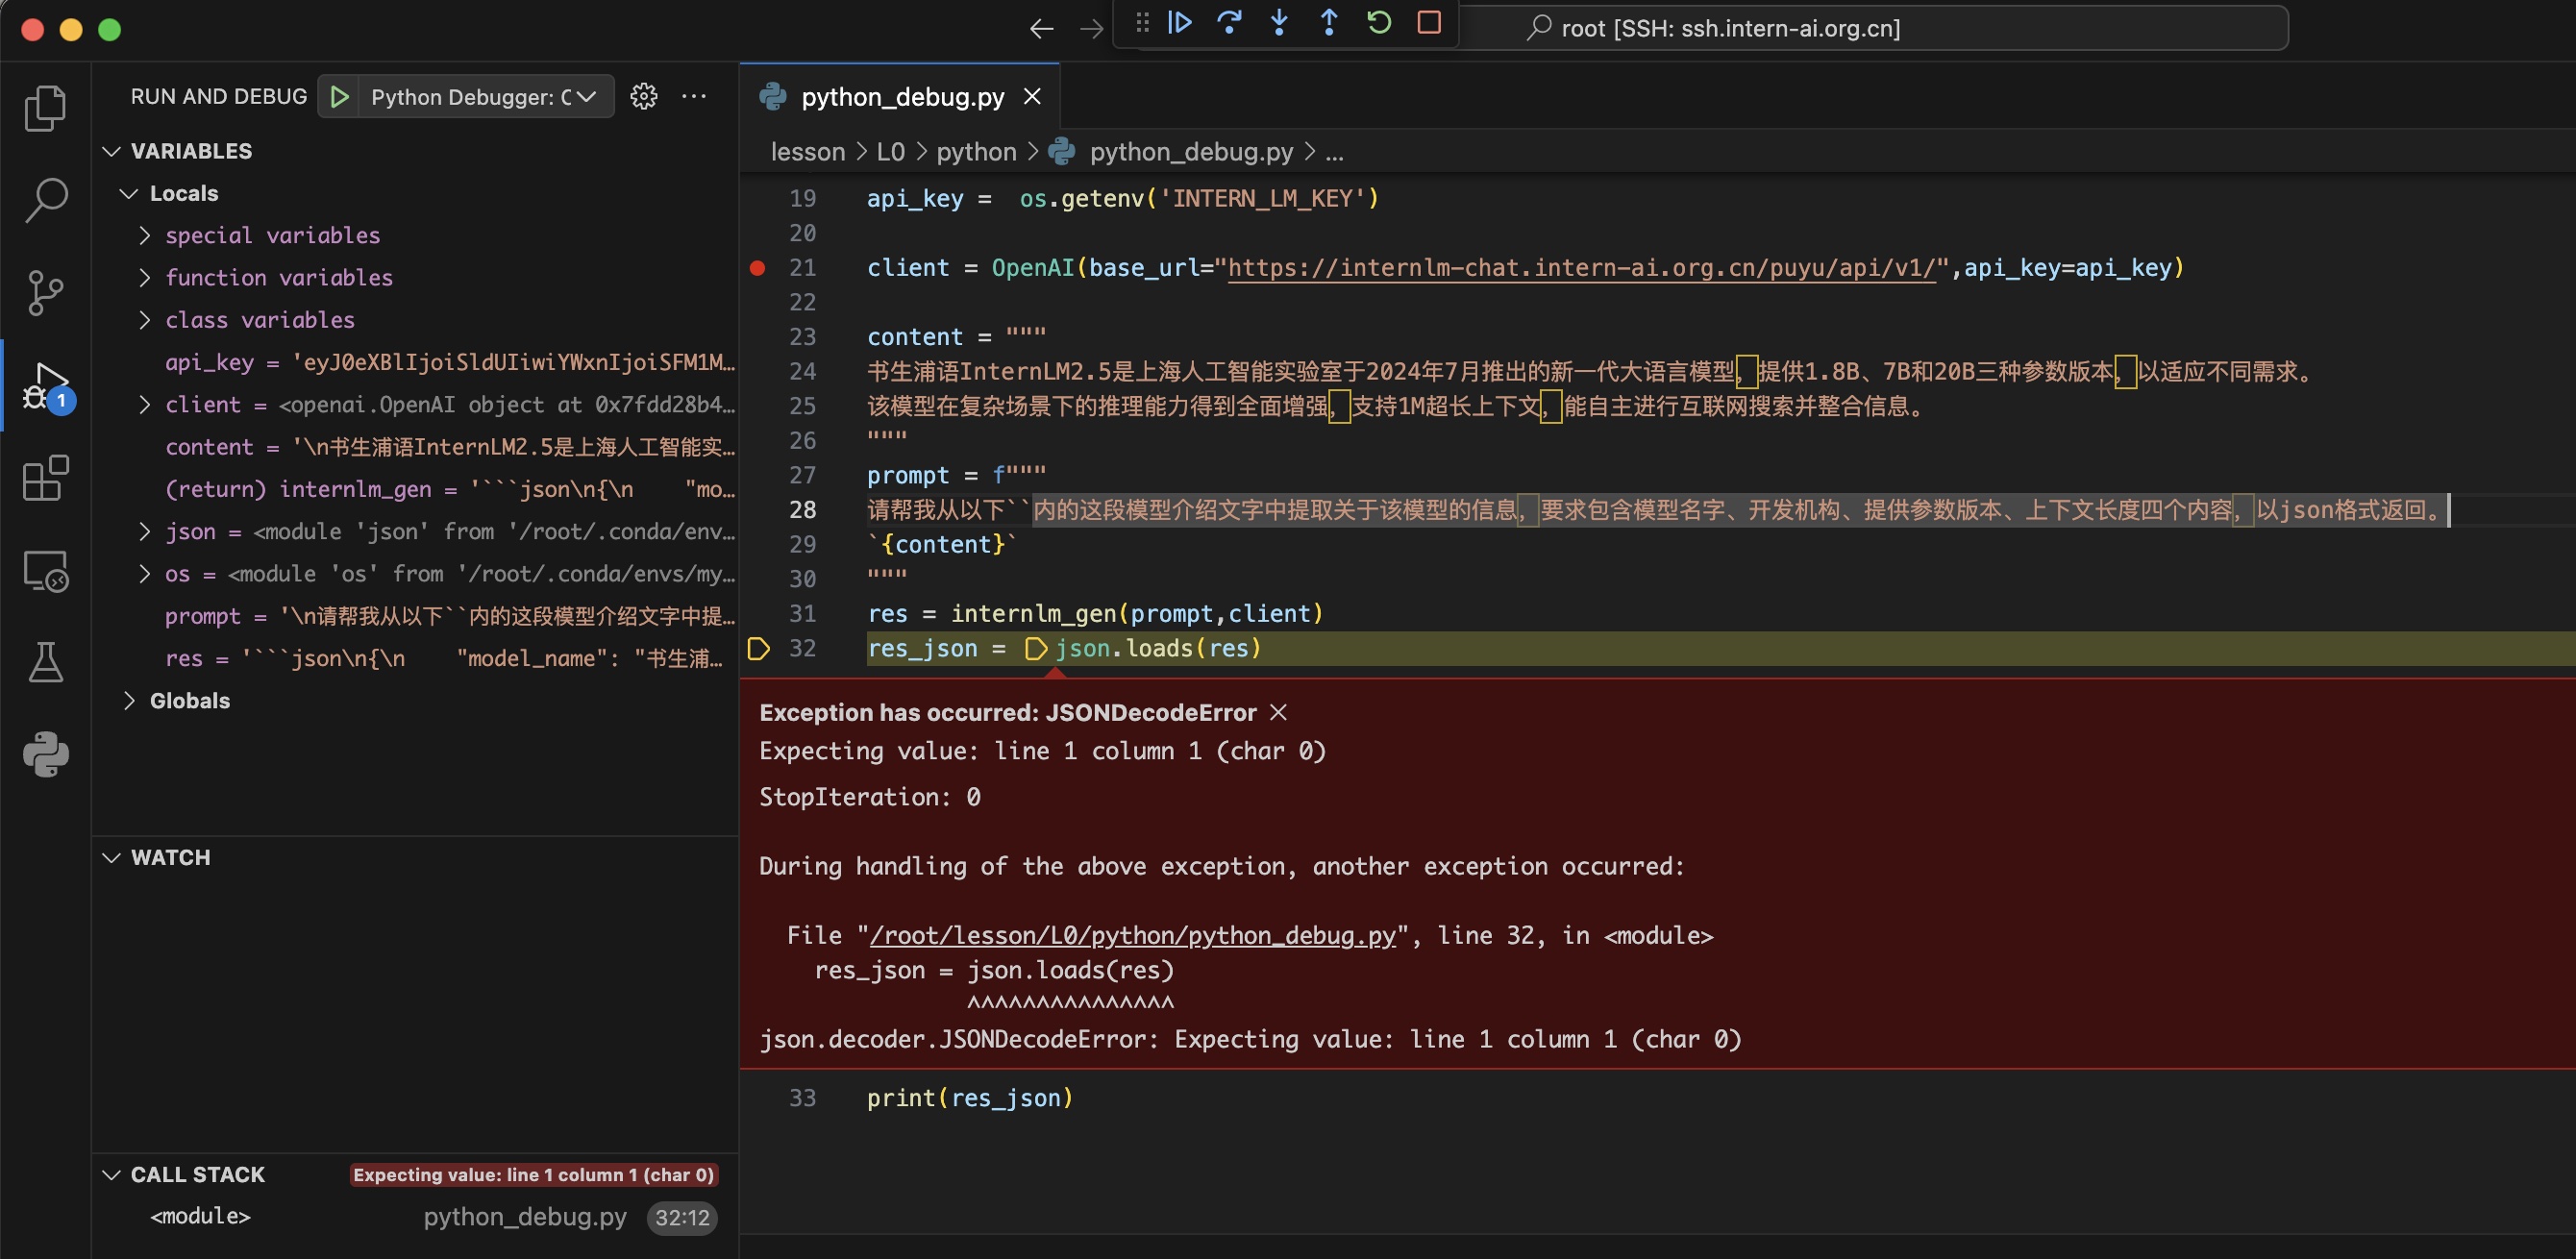 root [SSH: ssh.intern-ai.org.cn]
RUN AND DEBUG
Python Debugger: C
VARIABLES
Locals
special variables
function variables
class variables
api_key = 'eyJ0eXBlIjoiSldUIiwiYWxnIjoiSFM1M…
client = <openai.OpenAI object at 0x7fdd28b4…
content = '\n书生浦语InternLM2.5是上海人工智能实…
(return) internlm_gen = '```json\n{\n    "mo…
json = <module 'json' from '/root/.conda/env…
os = <module 'os' from '/root/.conda/envs/my…
prompt = '\n请帮我从以下``内的这段模型介绍文字中提…
res = '```json\n{\n    "model_name": "书生浦…
Globals
WATCH
CALL STACK
Expecting value: line 1 column 1 (char 0)
<module>
python_debug.py
32:12
1
python_debug.py
lesson > L0 > python > python_debug.py > ...
19 api_key =  os.getenv('INTERN_LM_KEY')
20
21 client = OpenAI(base_url="https://internlm-chat.intern-ai.org.cn/puyu/api/v1/",api_key=api_key)
22
23 content = """
24 书生浦语InternLM2.5是上海人工智能实验室于2024年7月推出的新一代大语言模型，提供1.8B、7B和20B三种参数版本，以适应不同需求。
25 该模型在复杂场景下的推理能力得到全面增强，支持1M超长上下文，能自主进行互联网搜索并整合信息。
26 """
27 prompt = f"""
28 请帮我从以下``内的这段模型介绍文字中提取关于该模型的信息，要求包含模型名字、开发机构、提供参数版本、上下文长度四个内容，以json格式返回。
29 `{content}`
30 """
31 res = internlm_gen(prompt,client)
32 res_json = json.loads(res)
Exception has occurred: JSONDecodeError
Expecting value: line 1 column 1 (char 0)
StopIteration: 0
During handling of the above exception, another exception occurred:
File "/root/lesson/L0/python/python_debug.py", line 32, in <module>
res_json = json.loads(res)
^^^^^^^^^^^^^^^
json.decoder.JSONDecodeError: Expecting value: line 1 column 1 (char 0)
33 print(res_json)